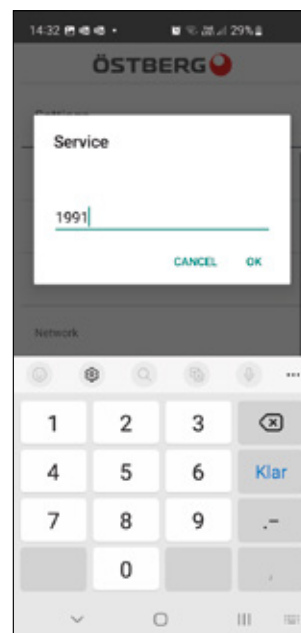 14:32 29%
ÖSTBERG
Settings
Service
1991
CANCEL OK
Network
1 2 3
4 5 6 Klar
7 8 9 .-
0 ,